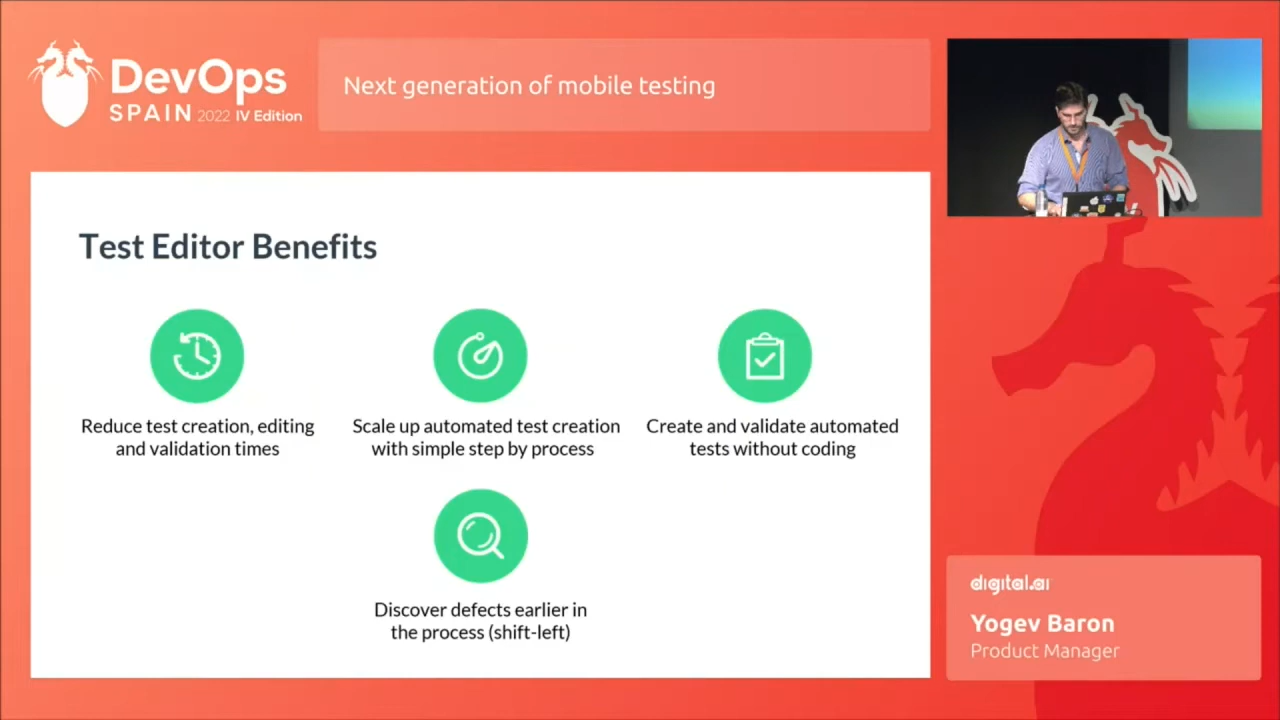 DevOps
SPAIN 2022 IV Edition
Next generation of mobile testing
Test Editor Benefits
Reduce test creation, editing
and validation times
Scale up automated test creation
with simple step by process
Create and validate automated
tests without coding
Discover defects earlier in
the process (shift-left)
digital.ai
Yogev Baron
Product Manager